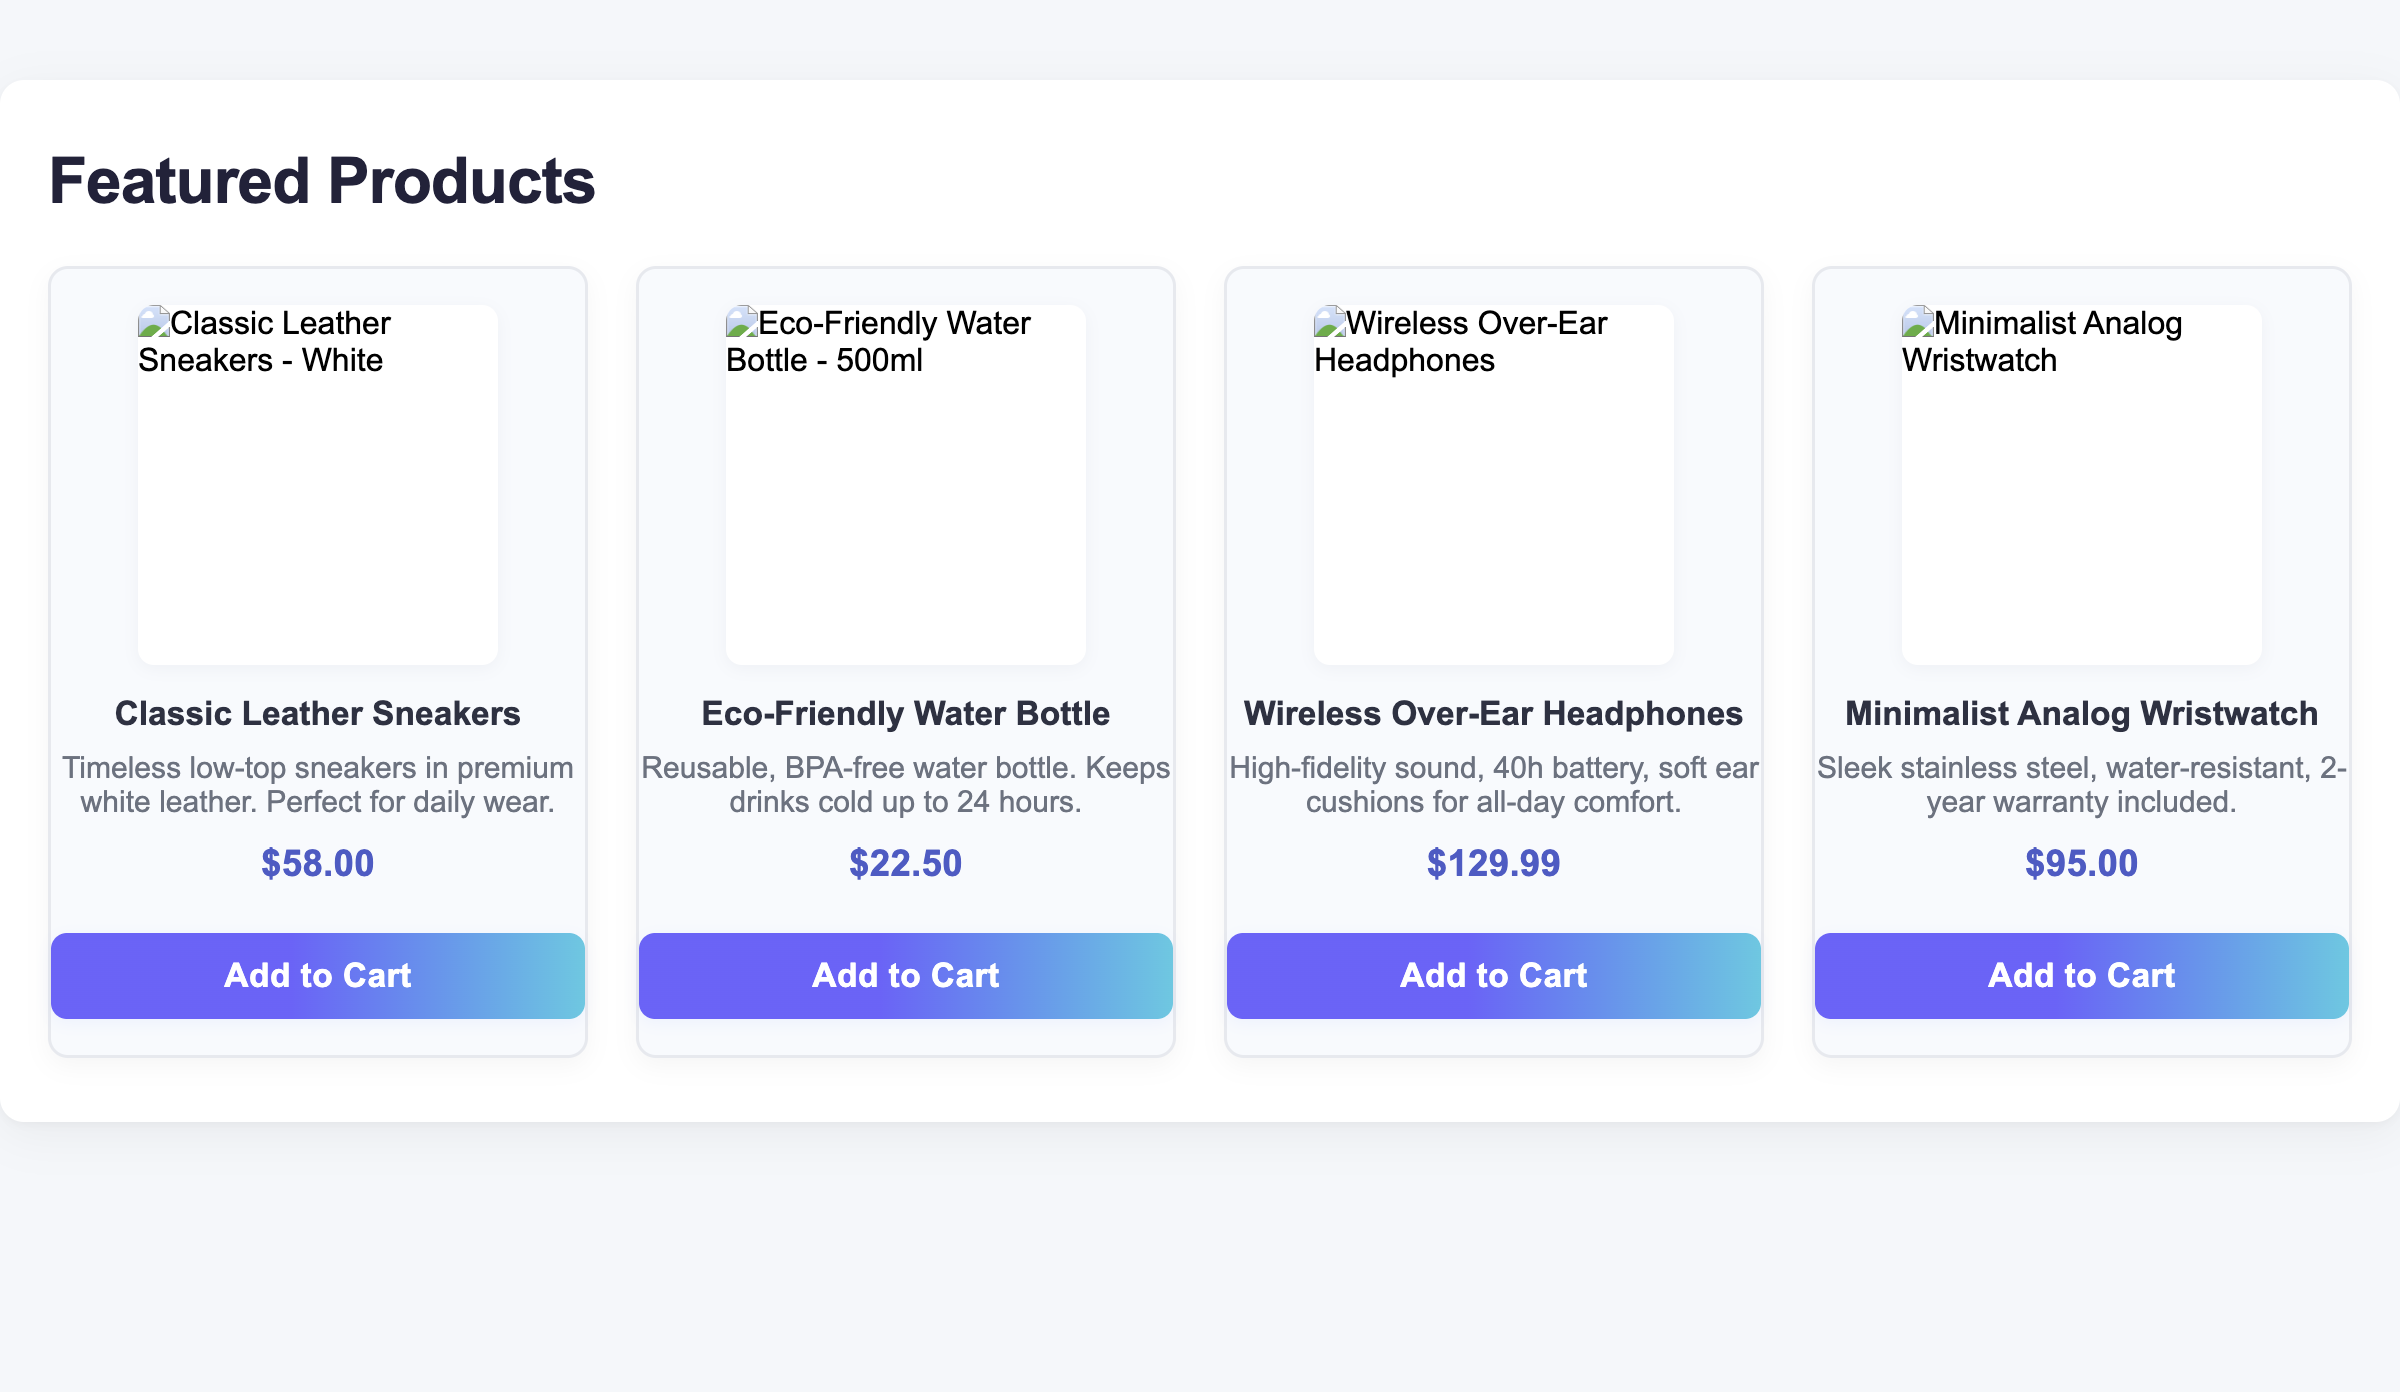 Featured Products
Classic Leather
Sneakers - White
Classic Leather Sneakers
Timeless low-top sneakers in premium
white leather. Perfect for daily wear.
$58.00
Add to Cart
Eco-Friendly Water
Bottle - 500ml
Eco-Friendly Water Bottle
Reusable, BPA-free water bottle. Keeps
drinks cold up to 24 hours.
$22.50
Add to Cart
Wireless Over-Ear
Headphones
Wireless Over-Ear Headphones
High-fidelity sound, 40h battery, soft ear
cushions for all-day comfort.
$129.99
Add to Cart
Minimalist Analog
Wristwatch
Minimalist Analog Wristwatch
Sleek stainless steel, water-resistant, 2-
year warranty included.
$95.00
Add to Cart